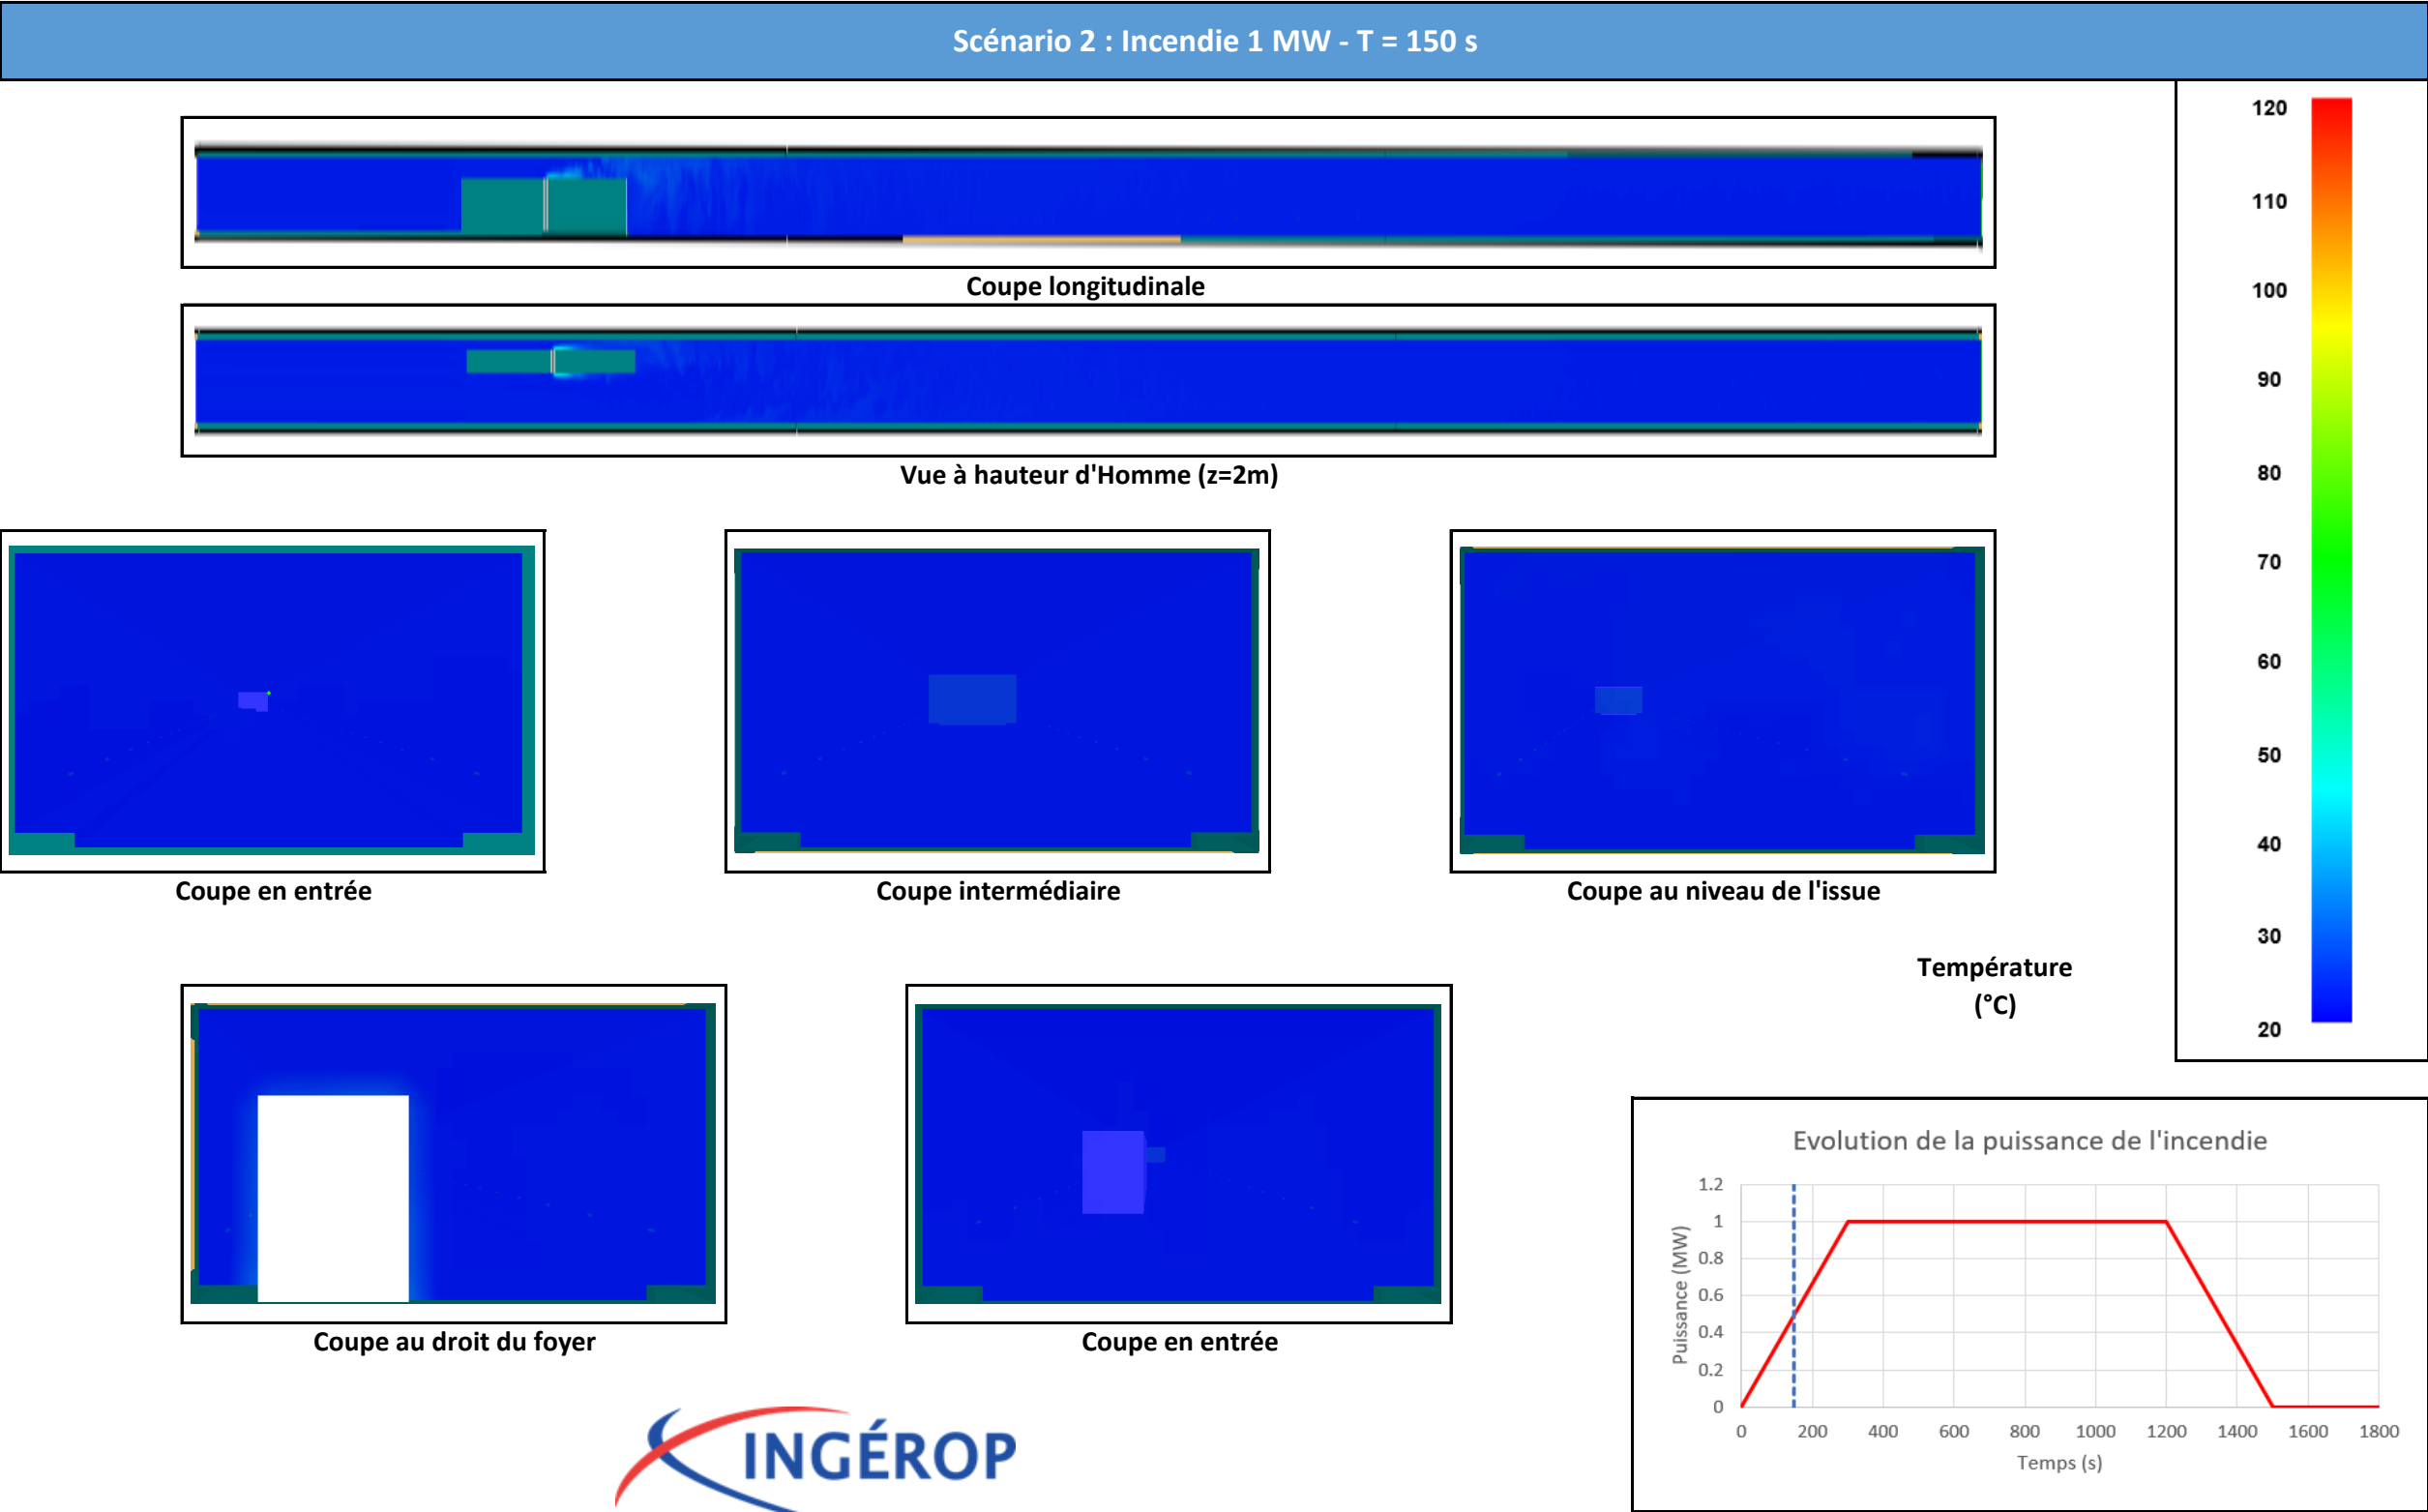 Scénario 2 : Incendie 1 MW - T = 150 s
Coupe longitudinale
Vue à hauteur d'Homme (z=2m)
Coupe en entrée
Coupe intermédiaire
Coupe au niveau de l'issue
Coupe au droit du foyer
Coupe en entrée
Température
(°C)
120
110
100
90
80
70
60
50
40
30
20
Evolution de la puissance de l'incendie
Puissance (MW)
1.2
1
0.8
0.6
0.4
0.2
0
0 200 400 600 800 1000 1200 1400 1600 1800
Temps (s)
INGÉROP